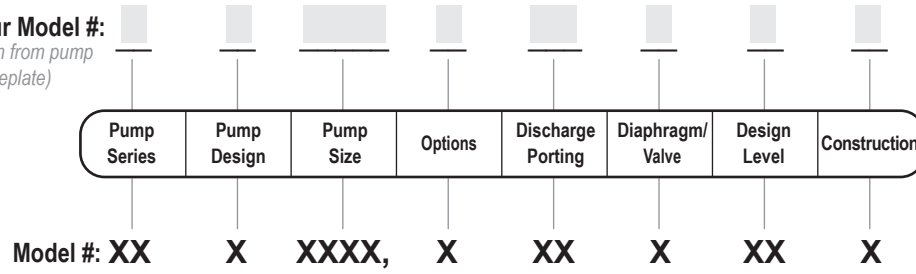 ur Model #:
n from pump
eplate)
Pump Series
Pump Design
Pump Size
Options
Discharge Porting
Diaphragm/ Valve
Design Level
Construction
Model #: XX X XXXX, X XX X XX X